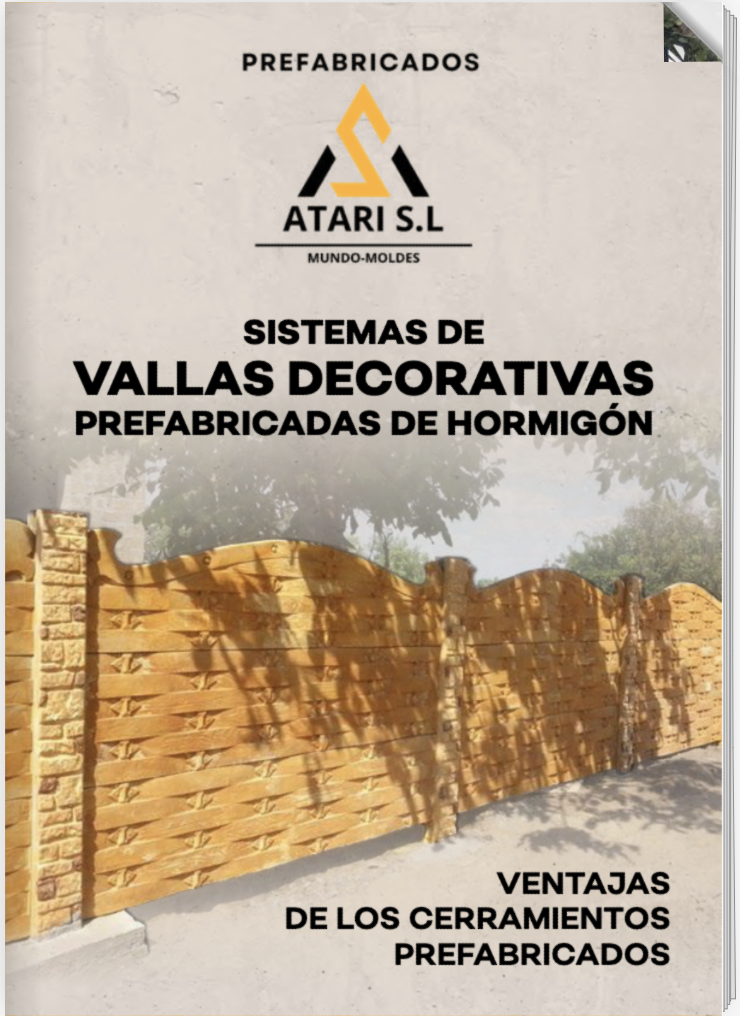 PREFABRICADOS
ATARI S.L
MUNDO-MOLDES
SISTEMAS DE
VALLAS DECORATIVAS
PREFABRICADAS DE HORMIGÓN
VENTAJAS
DE LOS CERRAMIENTOS
PREFABRICADOS